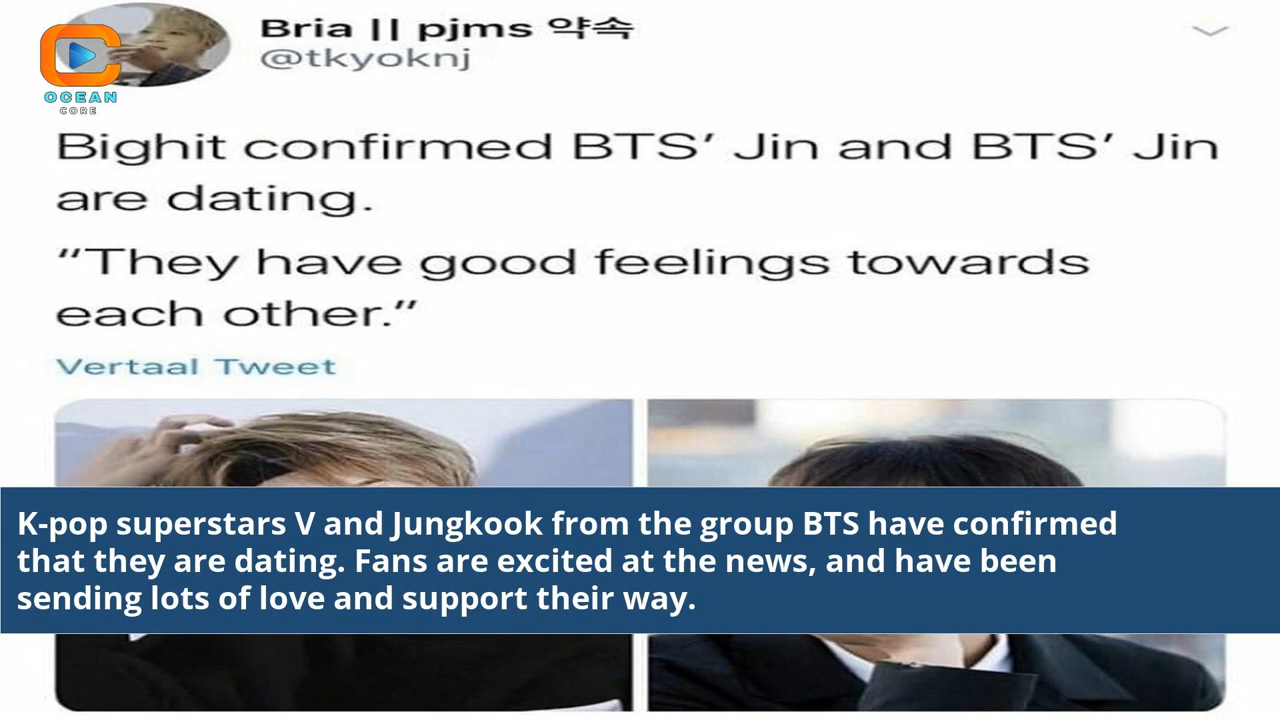 Bria || pjms 약속
@tkyoknj
OCEAN
CORE
Bighit confirmed BTS’ Jin and BTS’ Jin
are dating.
“They have good feelings towards
each other.”
Vertaal Tweet
K-pop superstars V and Jungkook from the group BTS have confirmed
that they are dating. Fans are excited at the news, and have been
sending lots of love and support their way.